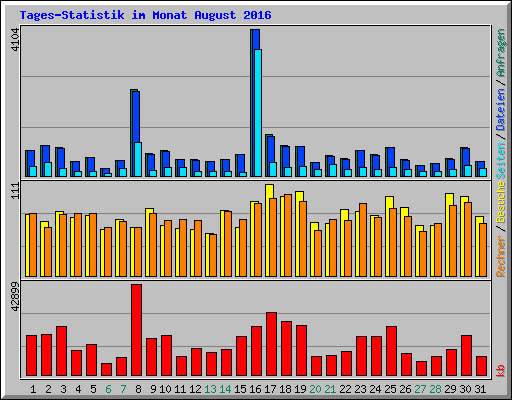 Tages-Statistik im Monat August 2016
4104
Seiten / Dateien / Anfragen
111
Rechner / Besuche
42899
kb
1 2 3 4 5 6 7 8 9 10 11 12 13 14 15 16 17 18 19 20 21 22 23 24 25 26 27 28 29 30 31